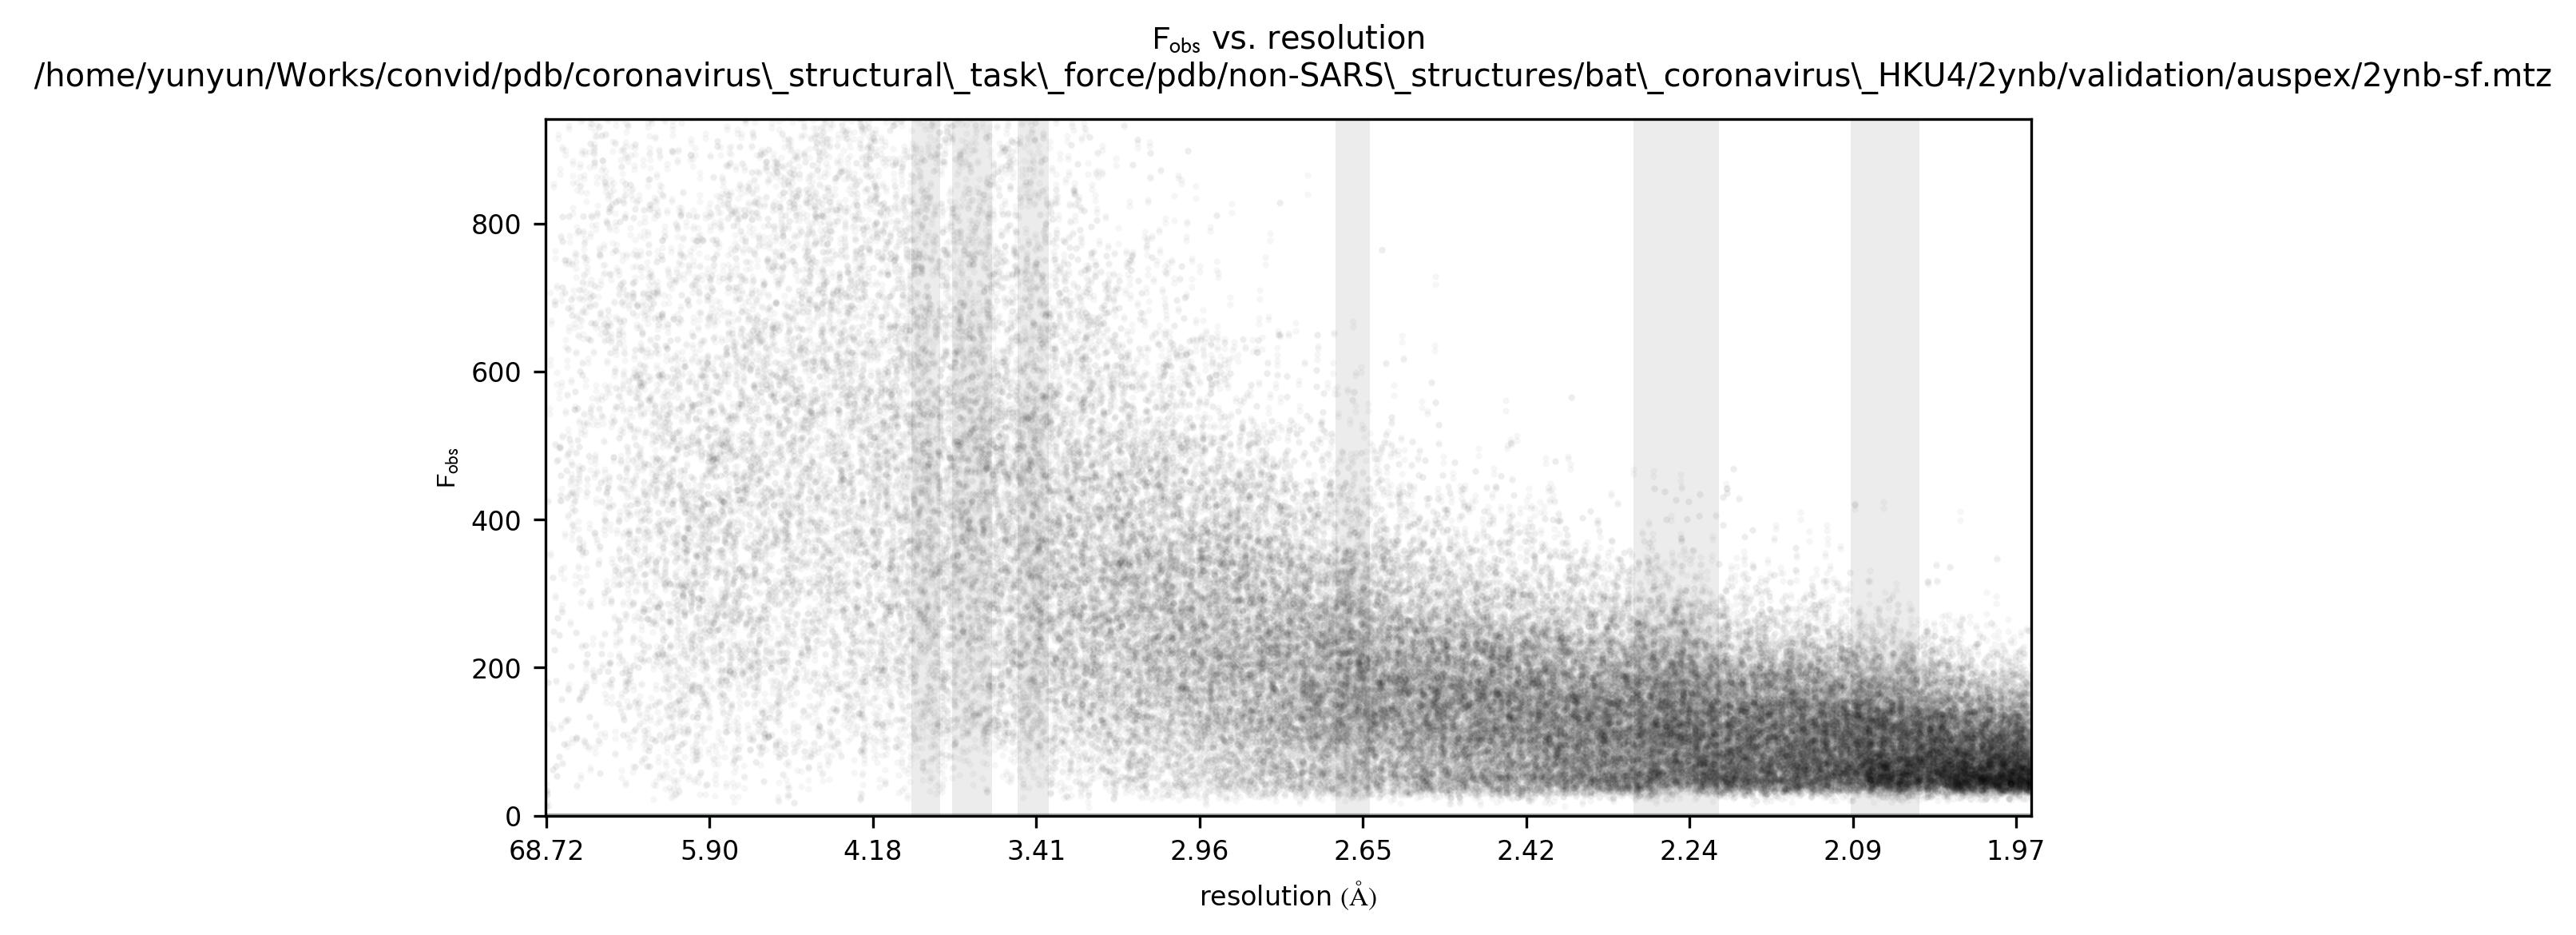 F_obs vs. resolution
/home/yunyun/Works/convid/pdb/coronavirus\_structural\_task\_force/pdb/non-SARS\_structures/bat\_coronavirus\_HKU4/2ynb/validation/auspex/2ynb-sf.mtz
800
600
F_obs
400
200
0
68.72 5.90 4.18 3.41 2.96 2.65 2.42 2.24 2.09 1.97
resolution (Å)